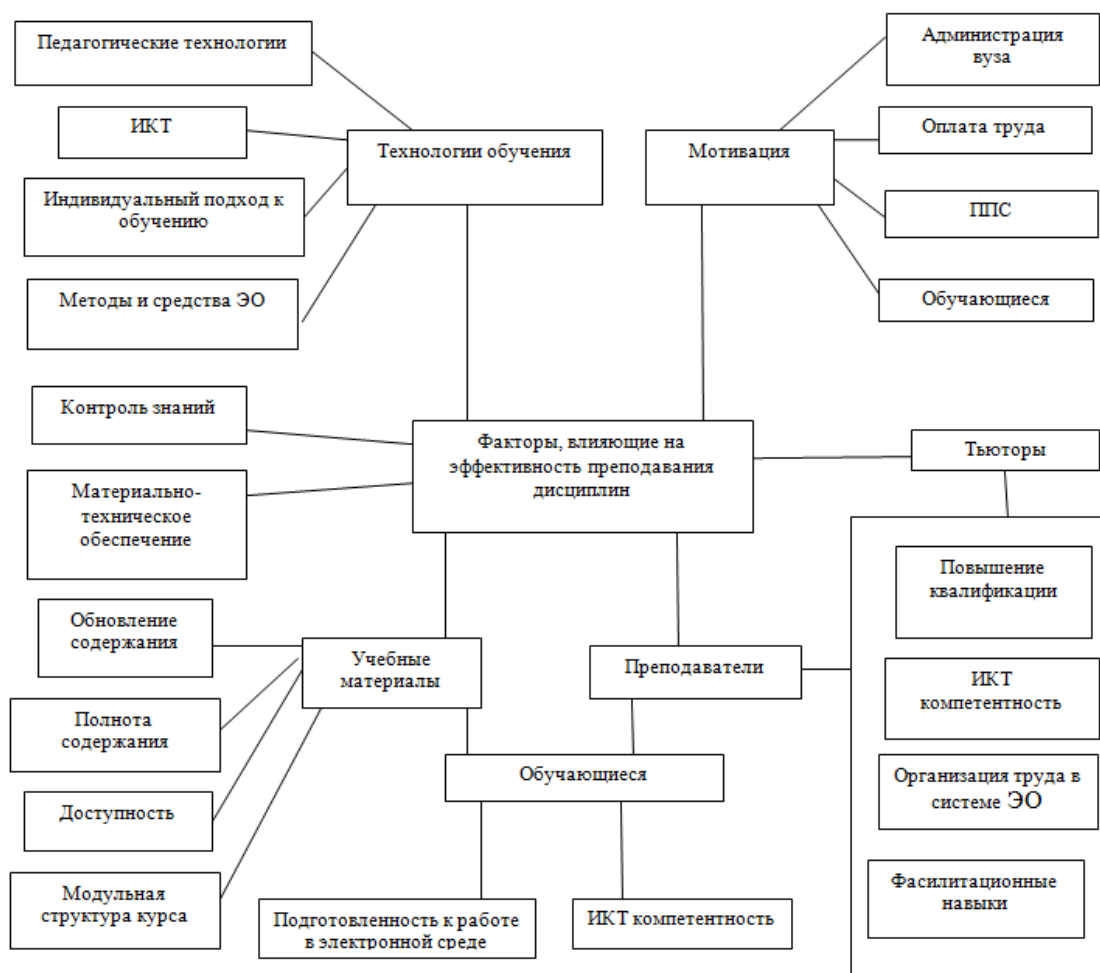 Педагогические технологии
Администрация
вуза
ИКТ
Оплата труда
Технологии обучения
Мотивация
Индивидуальный подход к
обучению
ППС
Методы и средства ЭО
Обучающиеся
Контроль знаний
Факторы, влияющие на
эффективность преподавания
дисциплин
Тьюторы
Материально-
техническое
обеспечение
Повышение
квалификации
Обновление
содержания
Учебные
материалы
Преподаватели
ИКТ
компетентность
Полнота
содержания
Обучающиеся
Организация труда в
системе ЭО
Доступность
Модульная
структура курса
Фасилитационные
навыки
Подготовленность к работе
в электронной среде
ИКТ компетентность